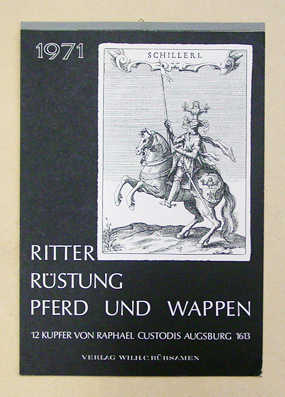 1971
SCHILLERI.
RITTER
RÜSTUNG
PFERD UND WAPPEN
12 KUPFER VON RAPHAEL CUSTODIS AUGSBURG 1613
VERLAG WILH.C.RÜBSAMEN